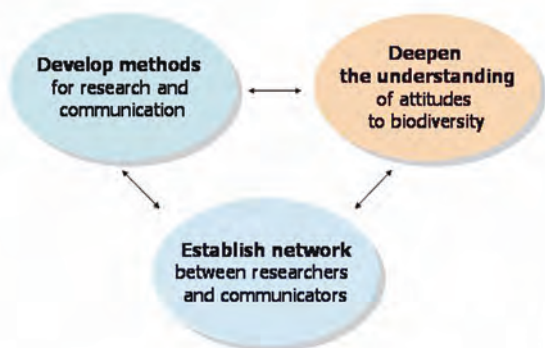 Develop methods
for research and
communication
Deepen
the understanding
of attitudes
to biodiversity
Establish network
between researchers
and communicators